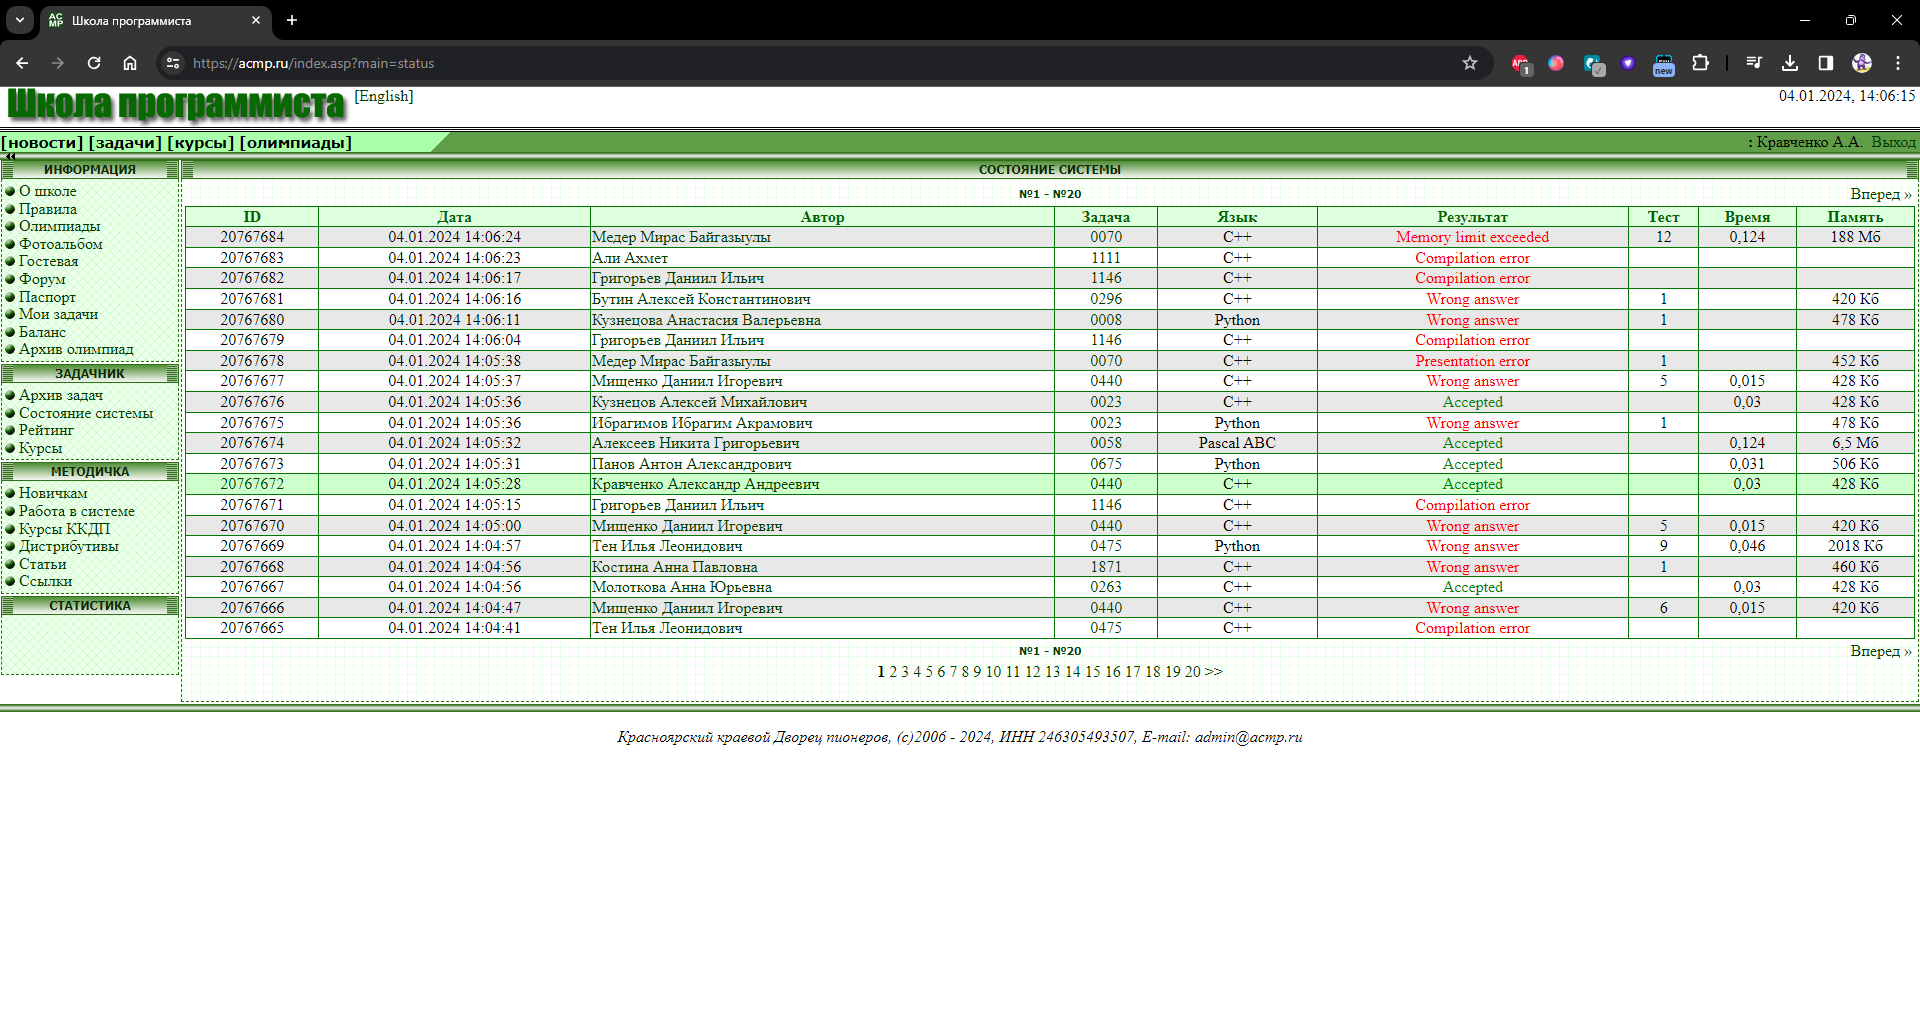 Школа программиста
https://acmp.ru/index.asp?main=status
1
new
Школа программиста [English] 04.01.2024, 14:06:15
[новости] [задачи] [курсы] [олимпиады] : Кравченко А.А. Выход
ИНФОРМАЦИЯ
О школе
Правила
Олимпиады
Фотоальбом
Гостевая
Форум
Паспорт
Мои задачи
Баланс
Архив олимпиад
ЗАДАЧНИК
Архив задач
Состояние системы
Рейтинг
Курсы
МЕТОДИЧКА
Новичкам
Работа в системе
Курсы ККДП
Дистрибутивы
Статьи
Ссылки
СТАТИСТИКА
СОСТОЯНИЕ СИСТЕМЫ
№1 - №20 Вперед »
ID Дата Автор Задача Язык Результат Тест Время Память
20767684 04.01.2024 14:06:24 Медер Мирас Байгазыулы 0070 C++ Memory limit exceeded 12 0,124 188 Мб
20767683 04.01.2024 14:06:23 Али Ахмет 1111 C++ Compilation error
20767682 04.01.2024 14:06:17 Григорьев Даниил Ильич 1146 C++ Compilation error
20767681 04.01.2024 14:06:16 Бутин Алексей Константинович 0296 C++ Wrong answer 1 420 Кб
20767680 04.01.2024 14:06:11 Кузнецова Анастасия Валерьевна 0008 Python Wrong answer 1 478 Кб
20767679 04.01.2024 14:06:04 Григорьев Даниил Ильич 1146 C++ Compilation error
20767678 04.01.2024 14:05:38 Медер Мирас Байгазыулы 0070 C++ Presentation error 1 452 Кб
20767677 04.01.2024 14:05:37 Мищенко Даниил Игоревич 0440 C++ Wrong answer 5 0,015 428 Кб
20767676 04.01.2024 14:05:36 Кузнецов Алексей Михайлович 0023 C++ Accepted 0,03 428 Кб
20767675 04.01.2024 14:05:36 Ибрагимов Ибрагим Акрамович 0023 Python Wrong answer 1 478 Кб
20767674 04.01.2024 14:05:32 Алексеев Никита Григорьевич 0058 Pascal ABC Accepted 0,124 6,5 Мб
20767673 04.01.2024 14:05:31 Панов Антон Александрович 0675 Python Accepted 0,031 506 Кб
20767672 04.01.2024 14:05:28 Кравченко Александр Андреевич 0440 C++ Accepted 0,03 428 Кб
20767671 04.01.2024 14:05:15 Григорьев Даниил Ильич 1146 C++ Compilation error
20767670 04.01.2024 14:05:00 Мищенко Даниил Игоревич 0440 C++ Wrong answer 5 0,015 420 Кб
20767669 04.01.2024 14:04:57 Тен Илья Леонидович 0475 Python Wrong answer 9 0,046 2018 Кб
20767668 04.01.2024 14:04:56 Костина Анна Павловна 1871 C++ Wrong answer 1 460 Кб
20767667 04.01.2024 14:04:56 Молоткова Анна Юрьевна 0263 C++ Accepted 0,03 428 Кб
20767666 04.01.2024 14:04:47 Мищенко Даниил Игоревич 0440 C++ Wrong answer 6 0,015 420 Кб
20767665 04.01.2024 14:04:41 Тен Илья Леонидович 0475 C++ Compilation error
№1 - №20 Вперед »
1 2 3 4 5 6 7 8 9 10 11 12 13 14 15 16 17 18 19 20 >>
Красноярский краевой Дворец пионеров, (c)2006 - 2024, ИНН 246305493507, E-mail: admin@acmp.ru